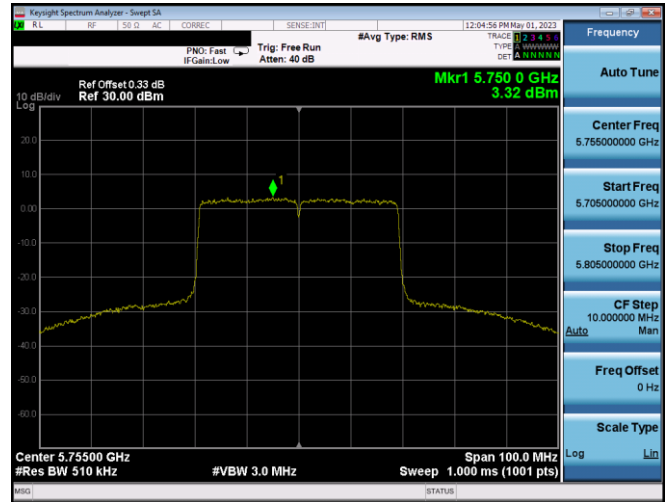 Keysight Spectrum Analyzer - Swept SA
RL RF 50 Ω AC CORREC SENSE:INT 12:04:56 PM May 01, 2023
#Avg Type: RMS TRACE 1 2 3 4 5 6
PNO: Fast Trig: Free Run TYPE A WWWWW
IFGain:Low Atten: 40 dB DET A N N N N N
Ref Offset 0.33 dB
10 dB/div Ref 30.00 dBm
Log
Mkr1 5.750 0 GHz
3.32 dBm
1
20.0
10.0
0.00
-10.0
-20.0
-30.0
-40.0
-50.0
-60.0
Center 5.75500 GHz Span 100.0 MHz
#Res BW 510 kHz #VBW 3.0 MHz Sweep 1.000 ms (1001 pts)
MSG STATUS
Frequency
Auto Tune
Center Freq
5.755000000 GHz
Start Freq
5.705000000 GHz
Stop Freq
5.805000000 GHz
CF Step
10.000000 MHz
Auto Man
Freq Offset
0 Hz
Scale Type
Log Lin